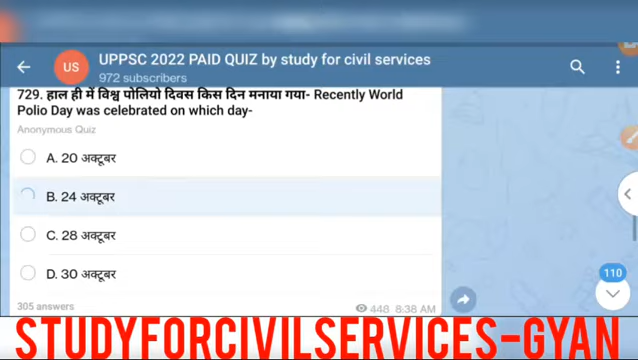 US
UPPSC 2022 PAID QUIZ by study for civil services
972 subscribers
729. हाल ही में विश्व पोलियो दिवस किस दिन मनाया गया- Recently World
Polio Day was celebrated on which day-
Anonymous Quiz
A. 20 अक्टूबर
B. 24 अक्टूबर
C. 28 अक्टूबर
D. 30 अक्टूबर
110
305 answers
448 8:38 AM
STUDYFORCIVILSERVICES-GYAN